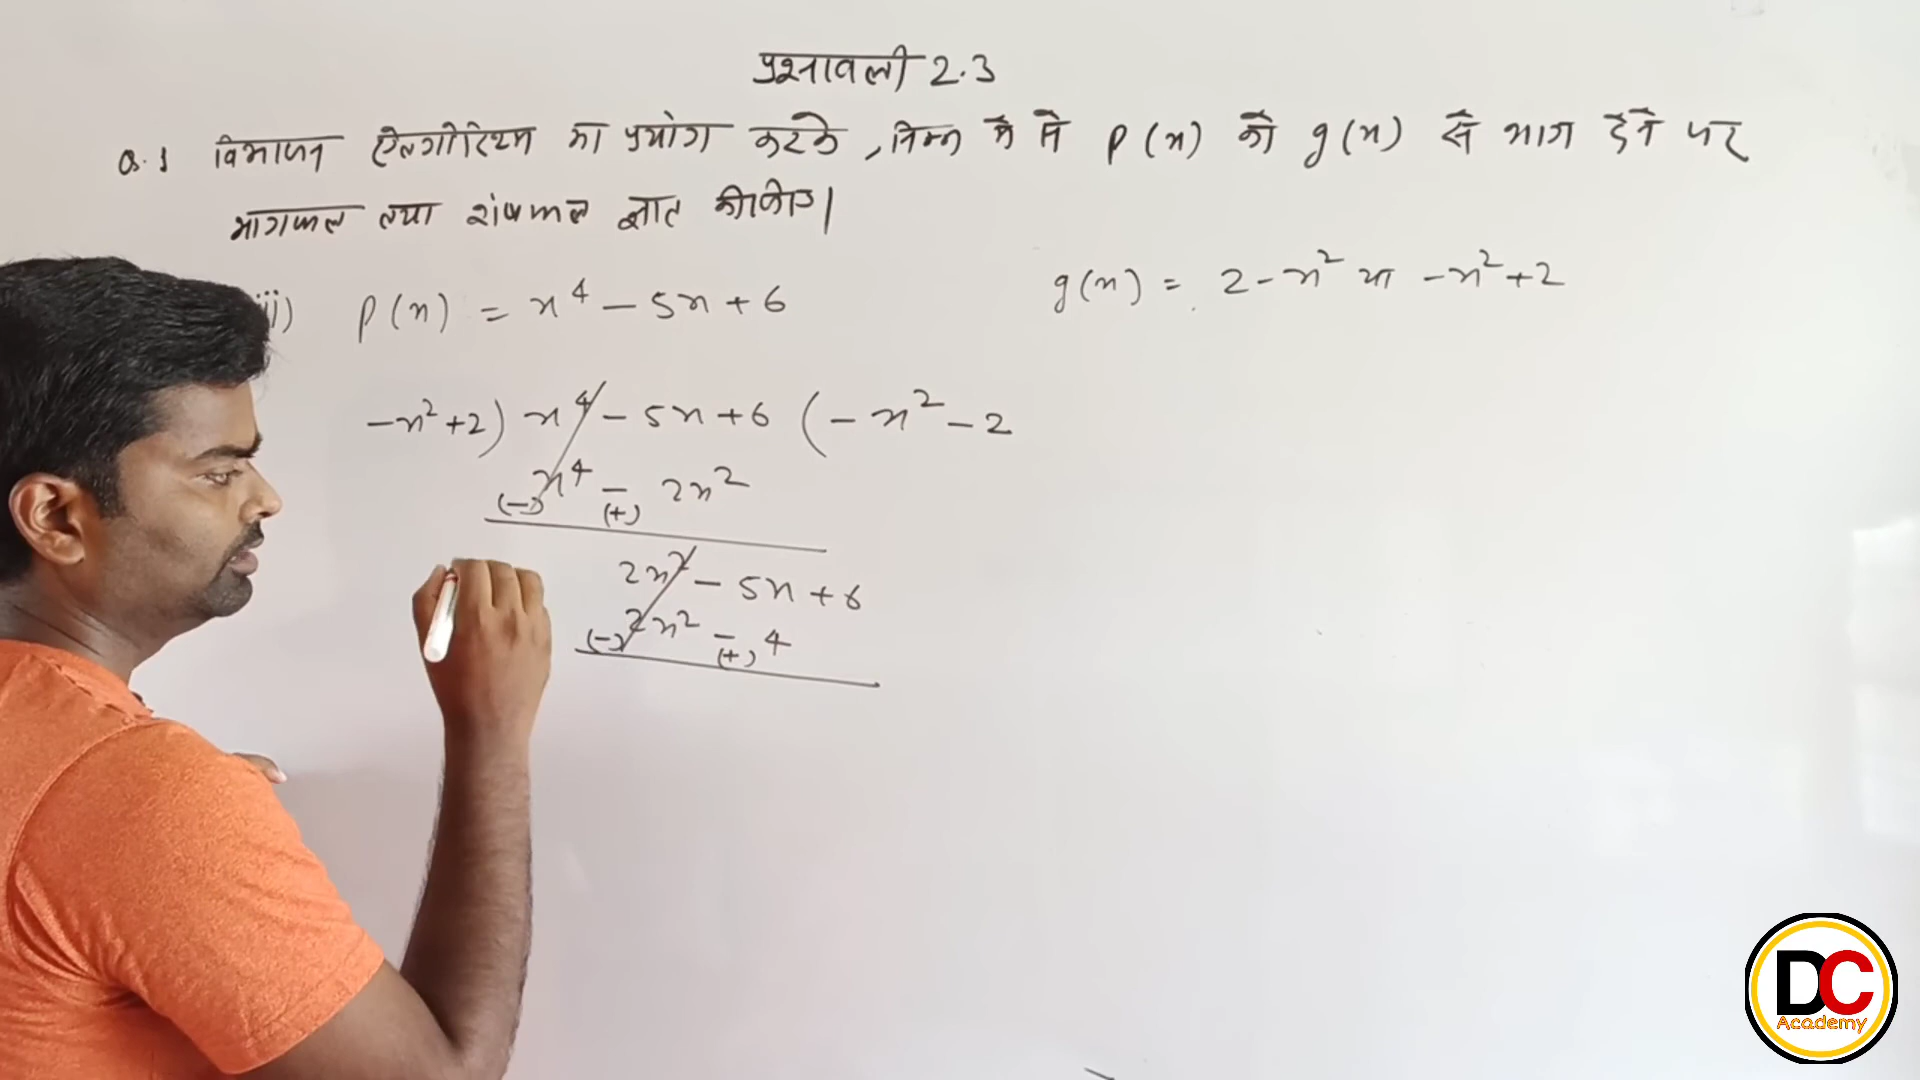 प्रश्नावली 2.3
Q.1 विभाजन ऐल्गोरिथ्म का प्रयोग करके, निम्न में से p(x) को g(x) से भाग देने पर
भागफल तथा शेषफल ज्ञात कीजिए।
iii) p(x) = x⁴ - 5x + 6
g(x) = 2 - x² या -x² + 2
-x² + 2) x⁴ - 5x + 6 (-x² - 2
(-) x⁴ - (+) 2x²
2x² - 5x + 6
(-) 2x² - (+) 4
DC
Academy